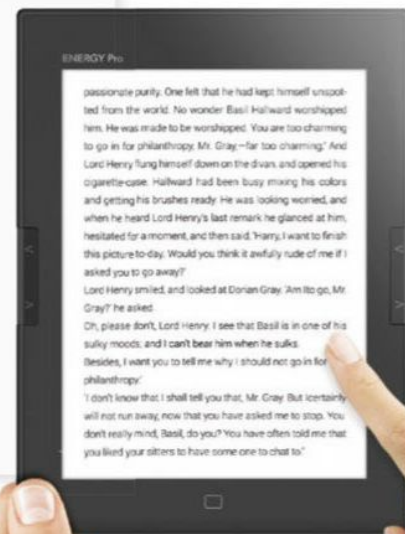 ENERGY Pro
passionate purity. One felt that he had kept himself unspot-
ted from the world. No wonder Basil Hallward worshipped
him. He was made to be worshipped. You are too charming
to go in for philanthropy, Mr. Gray,—far too charming.' And
Lord Henry flung himself down on the divan, and opened his
cigarette-case. Hallward had been busy mixing his colors
and getting his brushes ready. He was looking worried, and
when he heard Lord Henry's last remark he glanced at him,
hesitated for a moment, and then said, 'Harry, I want to finish
this picture to-day. Would you think it awfully rude of me if I
asked you to go away?'
Lord Henry smiled, and looked at Dorian Gray. 'Am I to go, Mr.
Gray?' he asked.
Oh, please don't, Lord Henry. I see that Basil is in one of his
sulky moods; and I can't bear him when he sulks.
Besides, I want you to tell me why I should not go in for
philanthropy.'
'I don't know that I shall tell you that, Mr. Gray. But Icertainly
will not run away, now that you have asked me to stop. You
don't really mind, Basil, do you? You have often told me that
you liked your sitters to have some one to chat to."